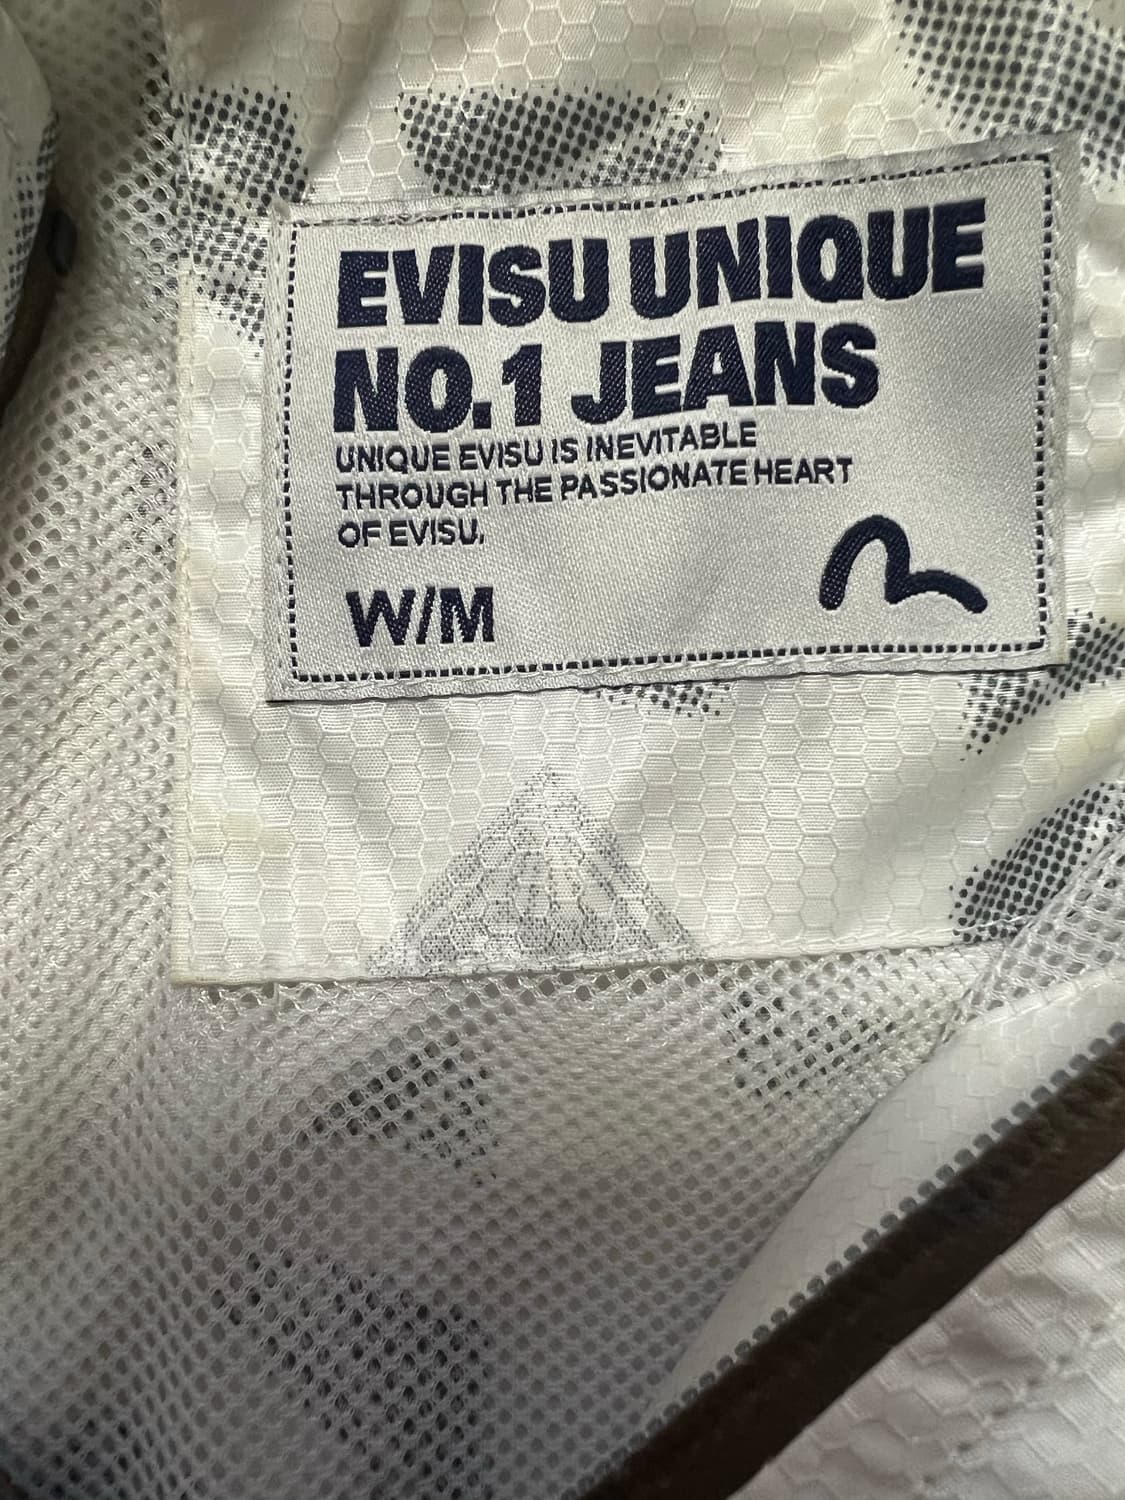 EVISU UNIQUE
NO.1 JEANS
UNIQUE EVISU IS INEVITABLE
THROUGH THE PASSIONATE HEART
OF EVISU.
W/M